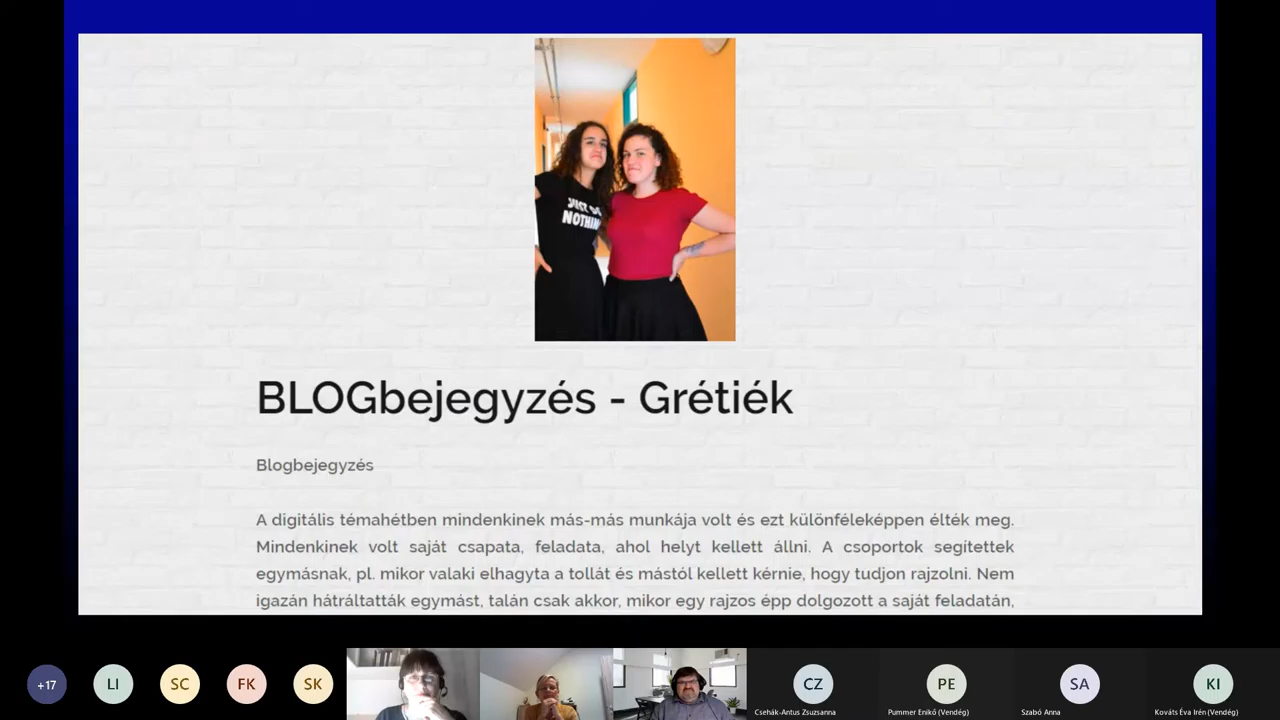 JUST DO
NOTHIN
BLOGbejegyzés - Grétiék
Blogbejegyzés
A digitális témahétben mindenkinek más-más munkája volt és ezt különféleképpen élték meg.
Mindenkinek volt saját csapata, feladata, ahol helyt kellett állni. A csoportok segítettek
egymásnak, pl. mikor valaki elhagyta a tollát és mástól kellett kérnie, hogy tudjon rajzolni. Nem
igazán hátráltatták egymást, talán csak akkor, mikor egy rajzos épp dolgozott a saját feladatán,
+17
LI
SC
FK
SK
CZ
PE
SA
KI
Csehák-Antus Zsuzsanna
Pummer Enikő (Vendég)
Szabó Anna
Kováts Éva Irén (Vendég)